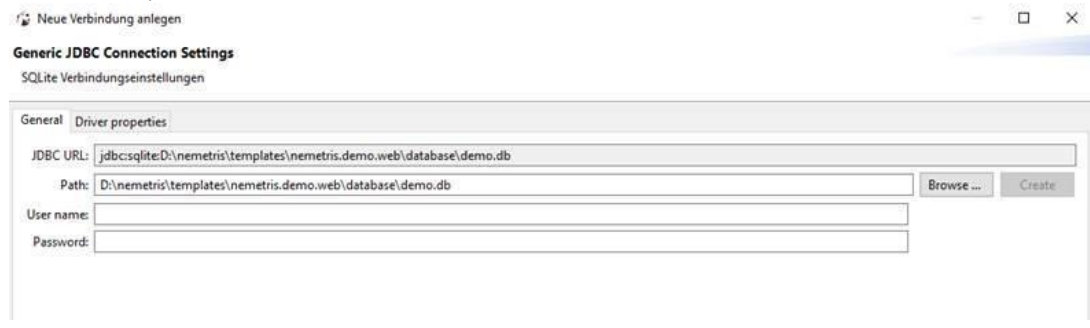 Neue Verbindung anlegen
Generic JDBC Connection Settings
SQLite Verbindungseinstellungen
General Driver properties
JDBC URL: jdbc:sqlite:D:\nemetris\templates\nemetris.demo.web\database\demo.db
Path: D:\nemetris\templates\nemetris.demo.web\database\demo.db Browse ... Create
User name:
Password: